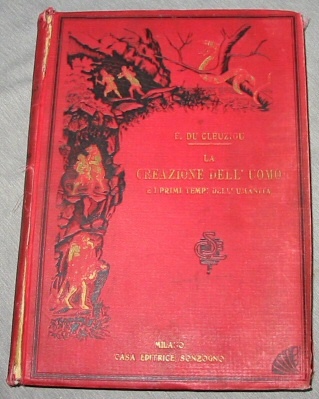 E. DU CLEUZIOU
LA
CREAZIONE DELL' UOMO
E I PRIMI TEMPI DELL' UMANITÀ
MILANO
CASA EDITRICE SONZOGNO